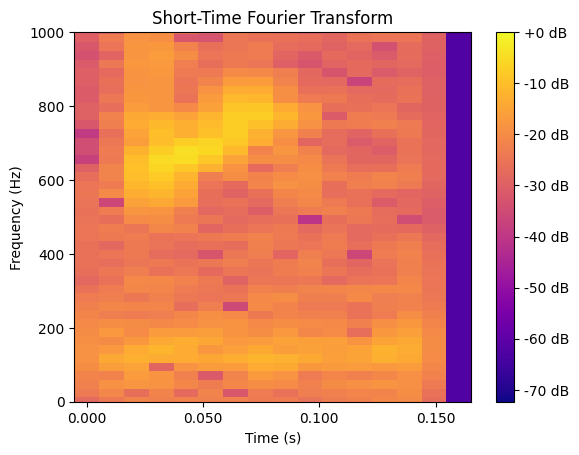 Short-Time Fourier Transform
Frequency (Hz)
1000
800
600
400
200
0
0.000
0.050
0.100
0.150
Time (s)
+0 dB
-10 dB
-20 dB
-30 dB
-40 dB
-50 dB
-60 dB
-70 dB